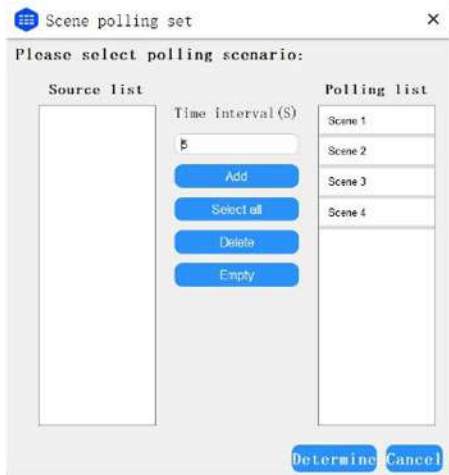 Scene polling set
Please select polling scenario:
Source list
Time interval(S)
5
Add
Select all
Delete
Empty
Polling list
Scene 1
Scene 2
Scene 3
Scene 4
Determine Cancel